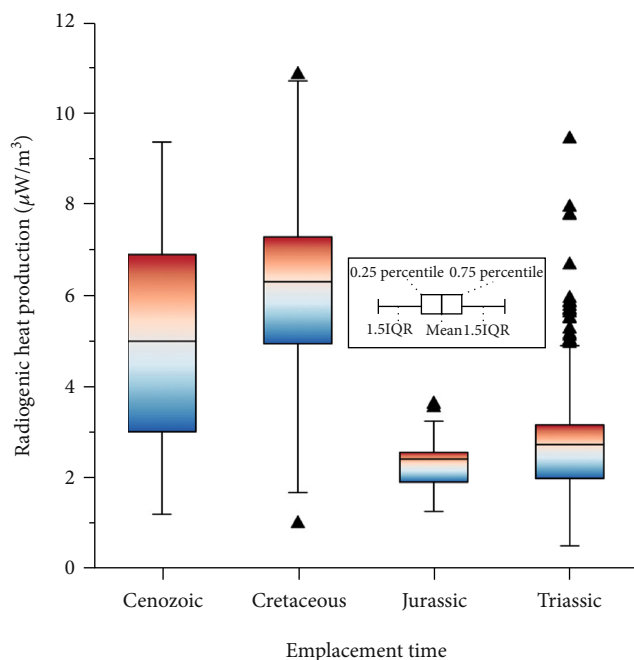 12
10
8
6
4
2
0
Radiogenic heat production (μW/m³)
0.25 percentile 0.75 percentile
1.5IQR Mean 1.5IQR
Cenozoic Cretaceous Jurassic Triassic
Emplacement time